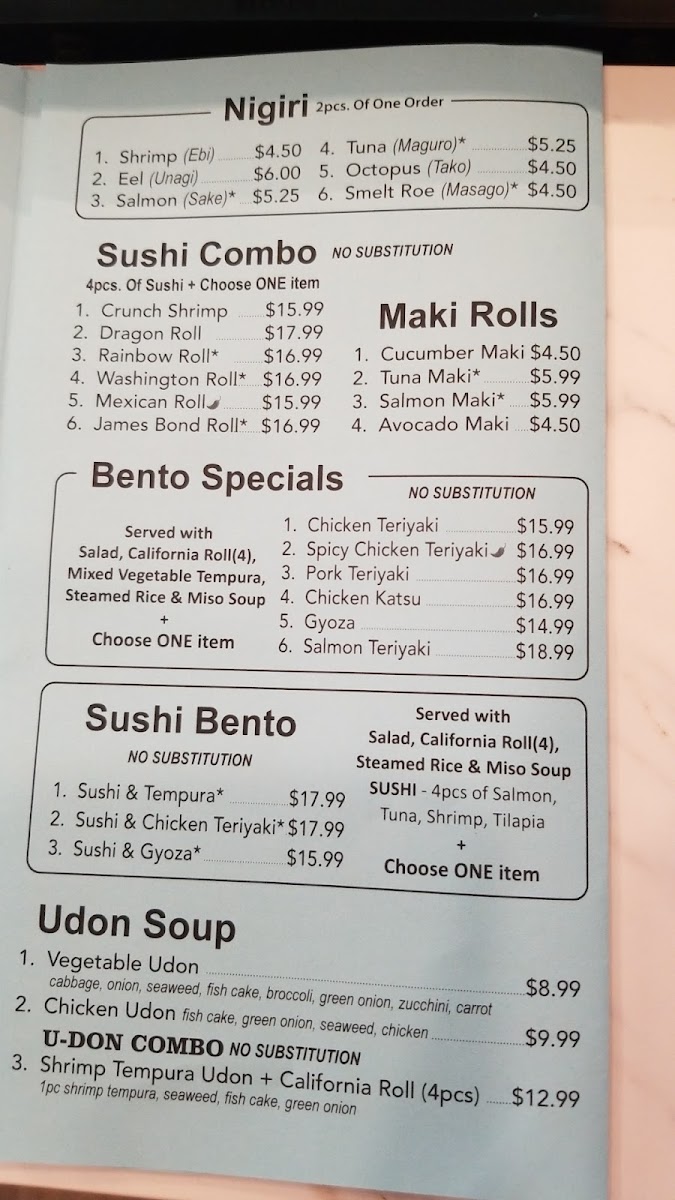 Nigiri 2pcs. Of One Order
1. Shrimp (Ebi) $4.50
2. Eel (Unagi) $6.00
3. Salmon (Sake)* $5.25
4. Tuna (Maguro)* $5.25
5. Octopus (Tako) $4.50
6. Smelt Roe (Masago)* $4.50
Sushi Combo NO SUBSTITUTION
4pcs. Of Sushi + Choose ONE item
1. Crunch Shrimp $15.99
2. Dragon Roll $17.99
3. Rainbow Roll* $16.99
4. Washington Roll* $16.99
5. Mexican Roll $15.99
6. James Bond Roll* $16.99
Maki Rolls
1. Cucumber Maki $4.50
2. Tuna Maki* $5.99
3. Salmon Maki* $5.99
4. Avocado Maki $4.50
Bento Specials
NO SUBSTITUTION
Served with
Salad, California Roll(4),
Mixed Vegetable Tempura,
Steamed Rice & Miso Soup
+
Choose ONE item
1. Chicken Teriyaki $15.99
2. Spicy Chicken Teriyaki $16.99
3. Pork Teriyaki $16.99
4. Chicken Katsu $16.99
5. Gyoza $14.99
6. Salmon Teriyaki $18.99
Sushi Bento
NO SUBSTITUTION
1. Sushi & Tempura* $17.99
2. Sushi & Chicken Teriyaki* $17.99
3. Sushi & Gyoza* $15.99
Served with
Salad, California Roll(4),
Steamed Rice & Miso Soup
SUSHI - 4pcs of Salmon,
Tuna, Shrimp, Tilapia
+
Choose ONE item
Udon Soup
1. Vegetable Udon $8.99
cabbage, onion, seaweed, fish cake, broccoli, green onion, zucchini, carrot
2. Chicken Udon fish cake, green onion, seaweed, chicken $9.99
U-DON COMBO NO SUBSTITUTION
3. Shrimp Tempura Udon + California Roll (4pcs) $12.99
1pc shrimp tempura, seaweed, fish cake, green onion